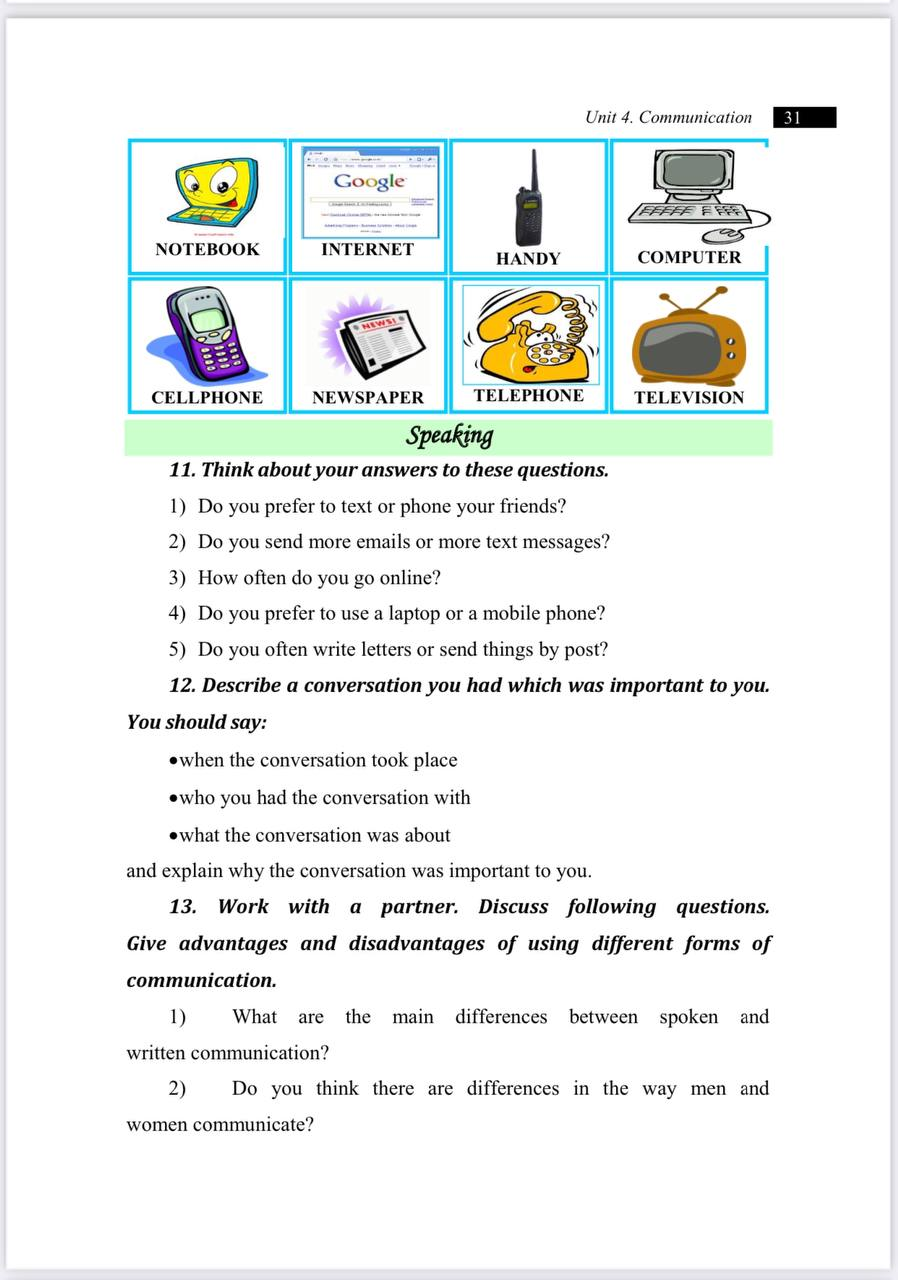 Unit 4. Communication 31
NOTEBOOK
Google
INTERNET
HANDY
COMPUTER
CELLPHONE
NEWS!
NEWSPAPER
TELEPHONE
TELEVISION
Speaking
11. Think about your answers to these questions.
1) Do you prefer to text or phone your friends?
2) Do you send more emails or more text messages?
3) How often do you go online?
4) Do you prefer to use a laptop or a mobile phone?
5) Do you often write letters or send things by post?
12. Describe a conversation you had which was important to you.
You should say:
•when the conversation took place
•who you had the conversation with
•what the conversation was about
and explain why the conversation was important to you.
13. Work with a partner. Discuss following questions.
Give advantages and disadvantages of using different forms of
communication.
1) What are the main differences between spoken and
written communication?
2) Do you think there are differences in the way men and
women communicate?